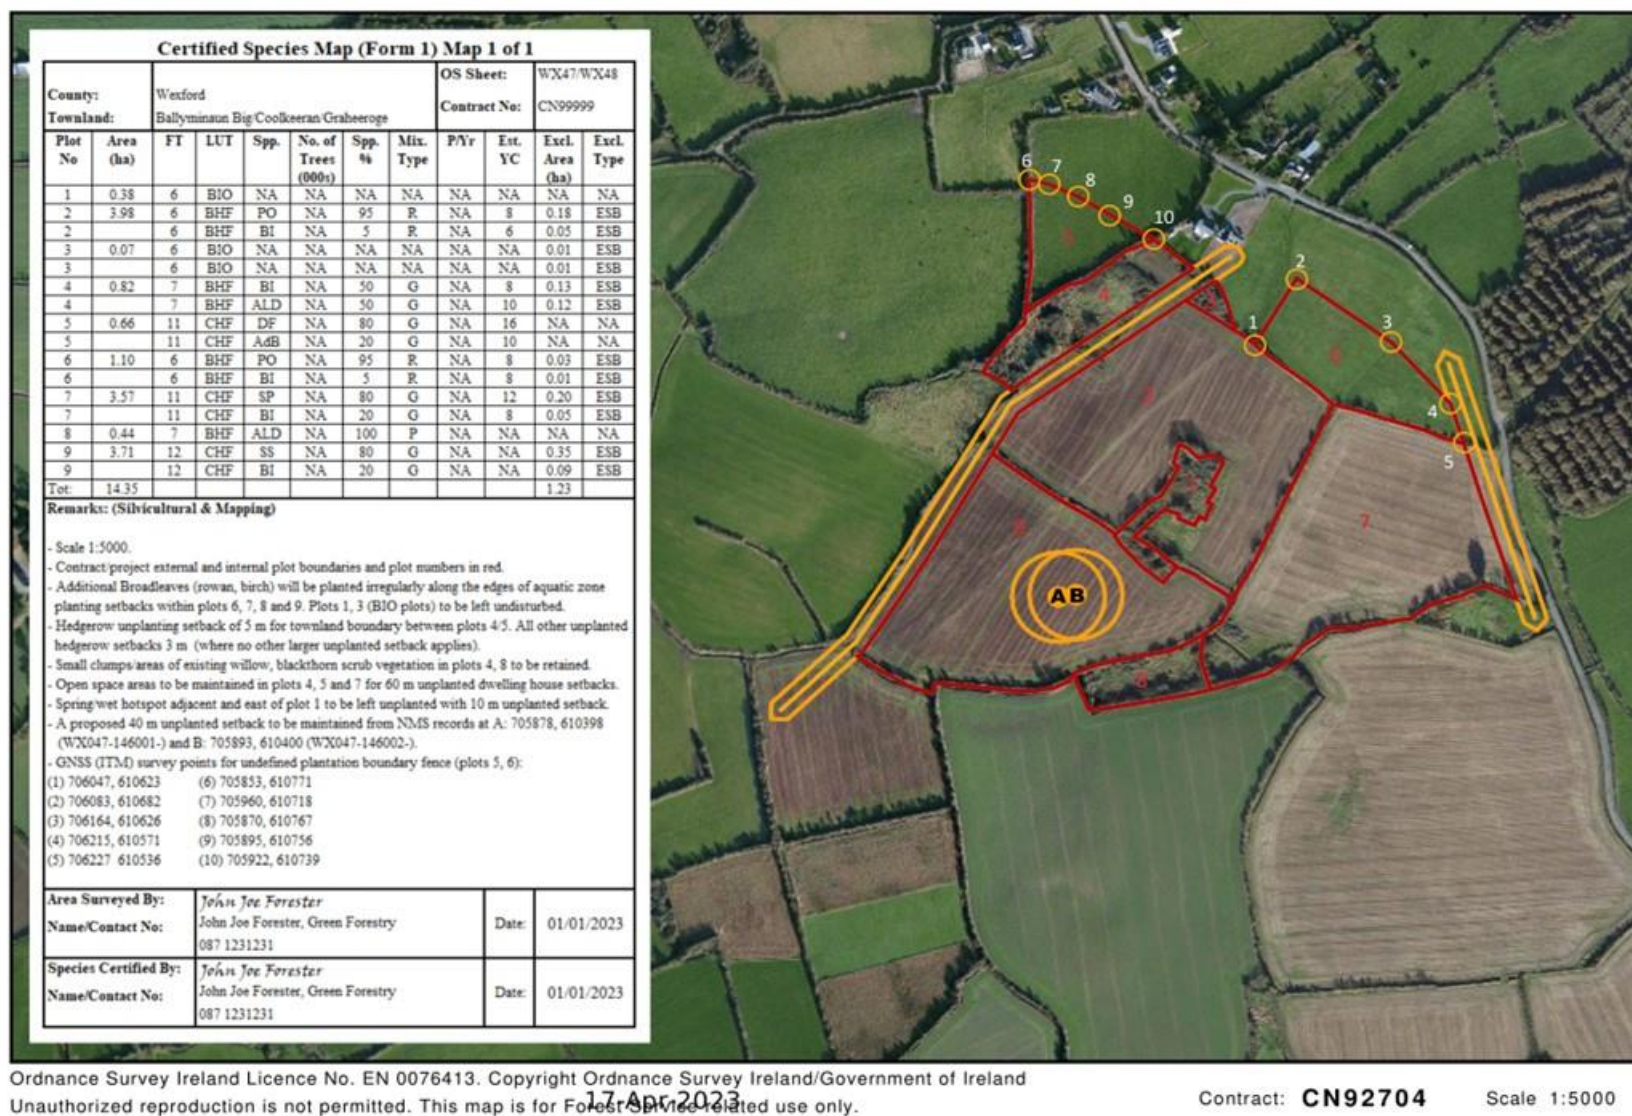 Certified Species Map (Form 1) Map 1 of 1
County: Wexford OS Sheet: WX47/WX48
Townland: Ballyminaun Big/Coolkeeran/Graheeroge Contract No: CN99999
Plot No Area (ha) FT LUT Spp. No. of Trees (000s) Spp. % Mix. Type P/Yr Est. YC Excl. Area (ha) Excl. Type
1 0.38 6 BIO NA NA NA NA NA NA NA NA
2 3.98 6 BHF PO NA 95 R NA 8 0.18 ESB
2 6 BHF BI NA 5 R NA 6 0.05 ESB
3 0.07 6 BIO NA NA NA NA NA NA 0.01 ESB
3 6 BIO NA NA NA NA NA NA 0.01 ESB
4 0.82 7 BHF BI NA 50 G NA 8 0.13 ESB
4 7 BHF ALD NA 50 G NA 10 0.12 ESB
5 0.66 11 CHF DF NA 80 G NA 16 NA NA
5 11 CHF AdB NA 20 G NA 10 NA NA
6 1.10 6 BHF PO NA 95 R NA 8 0.03 ESB
6 6 BHF BI NA 5 R NA 8 0.01 ESB
7 3.57 11 CHF SP NA 80 G NA 12 0.20 ESB
7 11 CHF BI NA 20 G NA 8 0.05 ESB
8 0.44 7 BHF ALD NA 100 P NA NA NA NA
9 3.71 12 CHF SS NA 80 G NA NA 0.35 ESB
9 12 CHF BI NA 20 G NA NA 0.09 ESB
Tot: 14.35 1.23
Remarks: (Silvicultural & Mapping)
- Scale 1:5000.
- Contract/project external and internal plot boundaries and plot numbers in red.
- Additional Broadleaves (rowan, birch) will be planted irregularly along the edges of aquatic zone
planting setbacks within plots 6, 7, 8 and 9. Plots 1, 3 (BIO plots) to be left undisturbed.
- Hedgerow unplanting setback of 5 m for townland boundary between plots 4/5. All other unplanted
hedgerow setbacks 3 m (where no other larger unplanted setback applies).
- Small clumps/areas of existing willow, blackthorn scrub vegetation in plots 4, 8 to be retained.
- Open space areas to be maintained in plots 4, 5 and 7 for 60 m unplanted dwelling house setbacks.
- Spring/wet hotspot adjacent and east of plot 1 to be left unplanted with 10 m unplanted setback.
- A proposed 40 m unplanted setback to be maintained from NMS records at A: 705878, 610398
(WX047-146001-) and B: 705893, 610400 (WX047-146002-).
- GNSS (ITM) survey points for undefined plantation boundary fence (plots 5, 6):
(1) 706047, 610623 (6) 705853, 610771
(2) 706083, 610682 (7) 705960, 610718
(3) 706164, 610626 (8) 705870, 610767
(4) 706215, 610571 (9) 705895, 610756
(5) 706227 610536 (10) 705922, 610739
Area Surveyed By: John Joe Forester
Name/Contact No: John Joe Forester, Green Forestry Date: 01/01/2023
087 1231231
Species Certified By: John Joe Forester
Name/Contact No: John Joe Forester, Green Forestry Date: 01/01/2023
087 1231231
6
7
8
9
10
5
4
2
1
3
6
4
5
7
A B
Ordnance Survey Ireland Licence No. EN 0076413. Copyright Ordnance Survey Ireland/Government of Ireland
Unauthorized reproduction is not permitted. This map is for Forest Service related use only.
17-Apr-2023
Contract: CN92704 Scale 1:5000